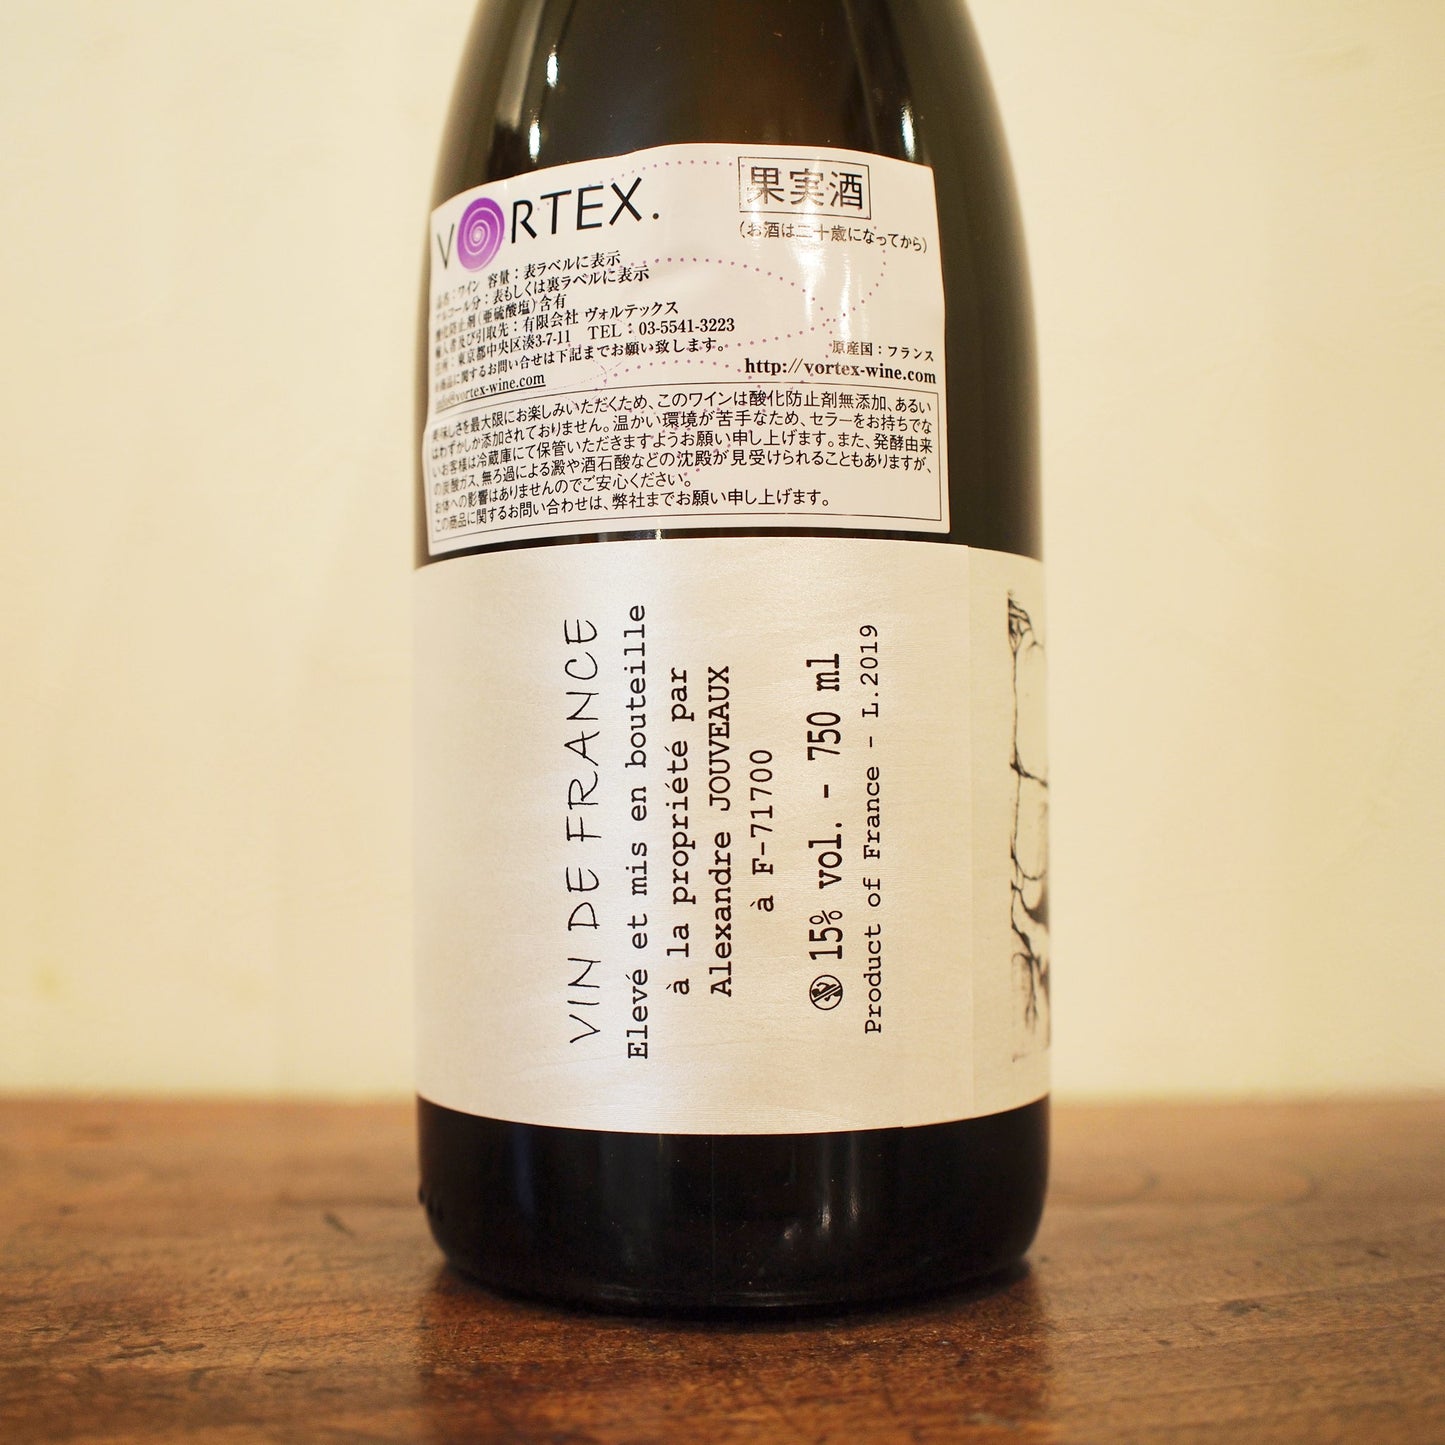 VORTEX.
果実酒
(お酒は二十歳になってから)
品名：ワイン 容量：表ラベルに表示
アルコール分：表もしくは裏ラベルに表示
酸化防止剤(亜硫酸塩)含有
輸入者及び引取先：有限会社 ヴォルテックス
住所：東京都中央区湊3-7-11 TEL：03-5541-3223
※商品に関するお問い合せは下記までお願い致します。
info@vortex-wine.com
原産国：フランス
http://vortex-wine.com
美味しさを最大限にお楽しみいただくため、このワインは酸化防止剤無添加、あるい
はわずかしか添加されておりません。温かい環境が苦手なため、セラーをお持ちでな
いお客様は冷蔵庫にて保管いただきますようお願い申し上げます。また、発酵由来
の炭酸ガス、無ろ過による澱や酒石酸などの沈殿が見受けられることもありますが、
お体への影響はありませんのでご安心ください。
この商品に関するお問い合わせは、弊社までお願い申し上げます。
VIN DE FRANCE
Elevé et mis en bouteille
à la propriété par
Alexandre JOUVEAUX
à F-71700
15% vol. - 750 ml
Product of France - L.2019